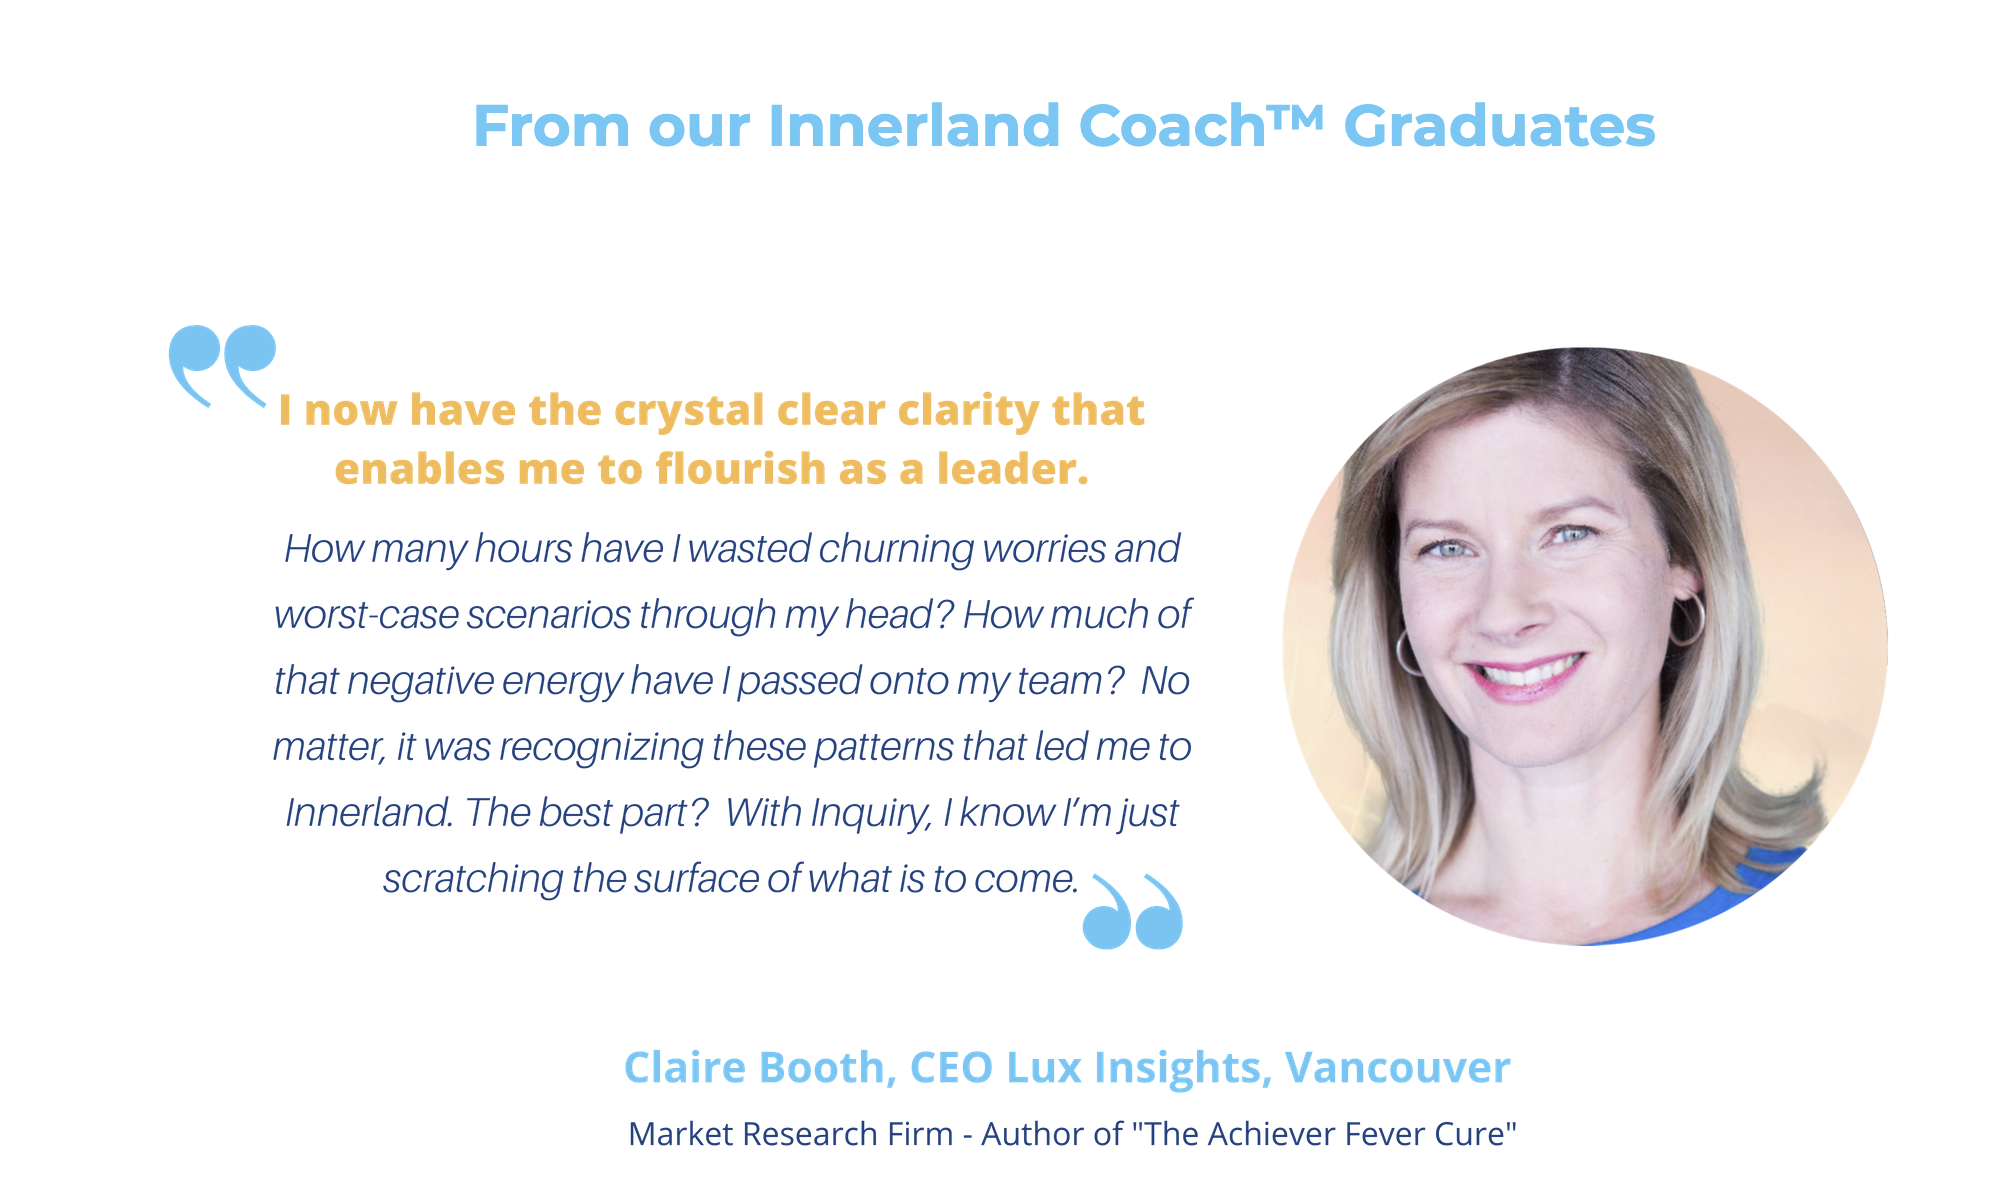 From our Innerland Coach™ Graduates
I now have the crystal clear clarity that
enables me to flourish as a leader.
How many hours have I wasted churning worries and
worst-case scenarios through my head? How much of
that negative energy have I passed onto my team?  No
matter, it was recognizing these patterns that led me to
Innerland. The best part?  With Inquiry, I know I’m just
scratching the surface of what is to come.
Claire Booth, CEO Lux Insights, Vancouver
Market Research Firm - Author of "The Achiever Fever Cure"